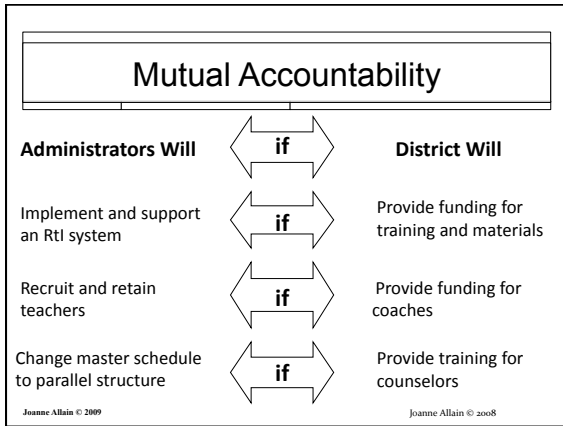 Mutual Accountability
Administrators Will if District Will
Implement and support
an RtI system
if
Provide funding for
training and materials
Recruit and retain
teachers
if
Provide funding for
coaches
Change master schedule
to parallel structure
if
Provide training for
counselors
Joanne Allain © 2009 Joanne Allain © 2008